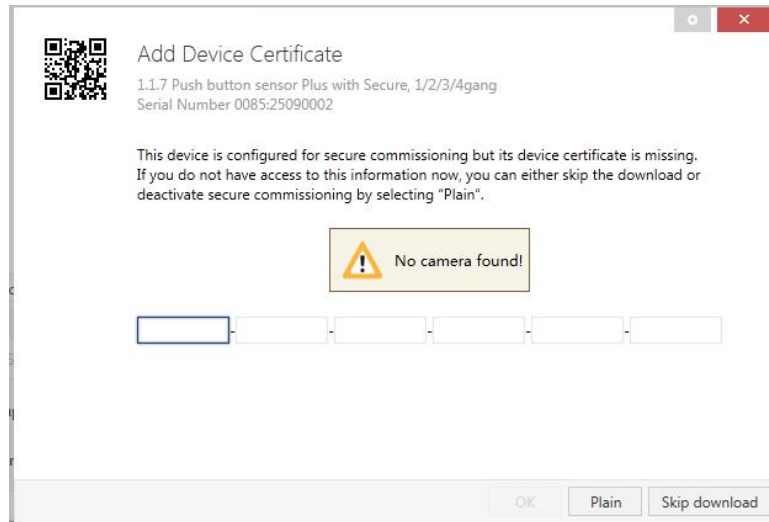 Add Device Certificate
1.1.7 Push button sensor Plus with Secure, 1/2/3/4gang
Serial Number 0085:25090002
This device is configured for secure commissioning but its device certificate is missing.
If you do not have access to this information now, you can either skip the download or
deactivate secure commissioning by selecting “Plain”.
No camera found!
- - - - -
OK Plain Skip download